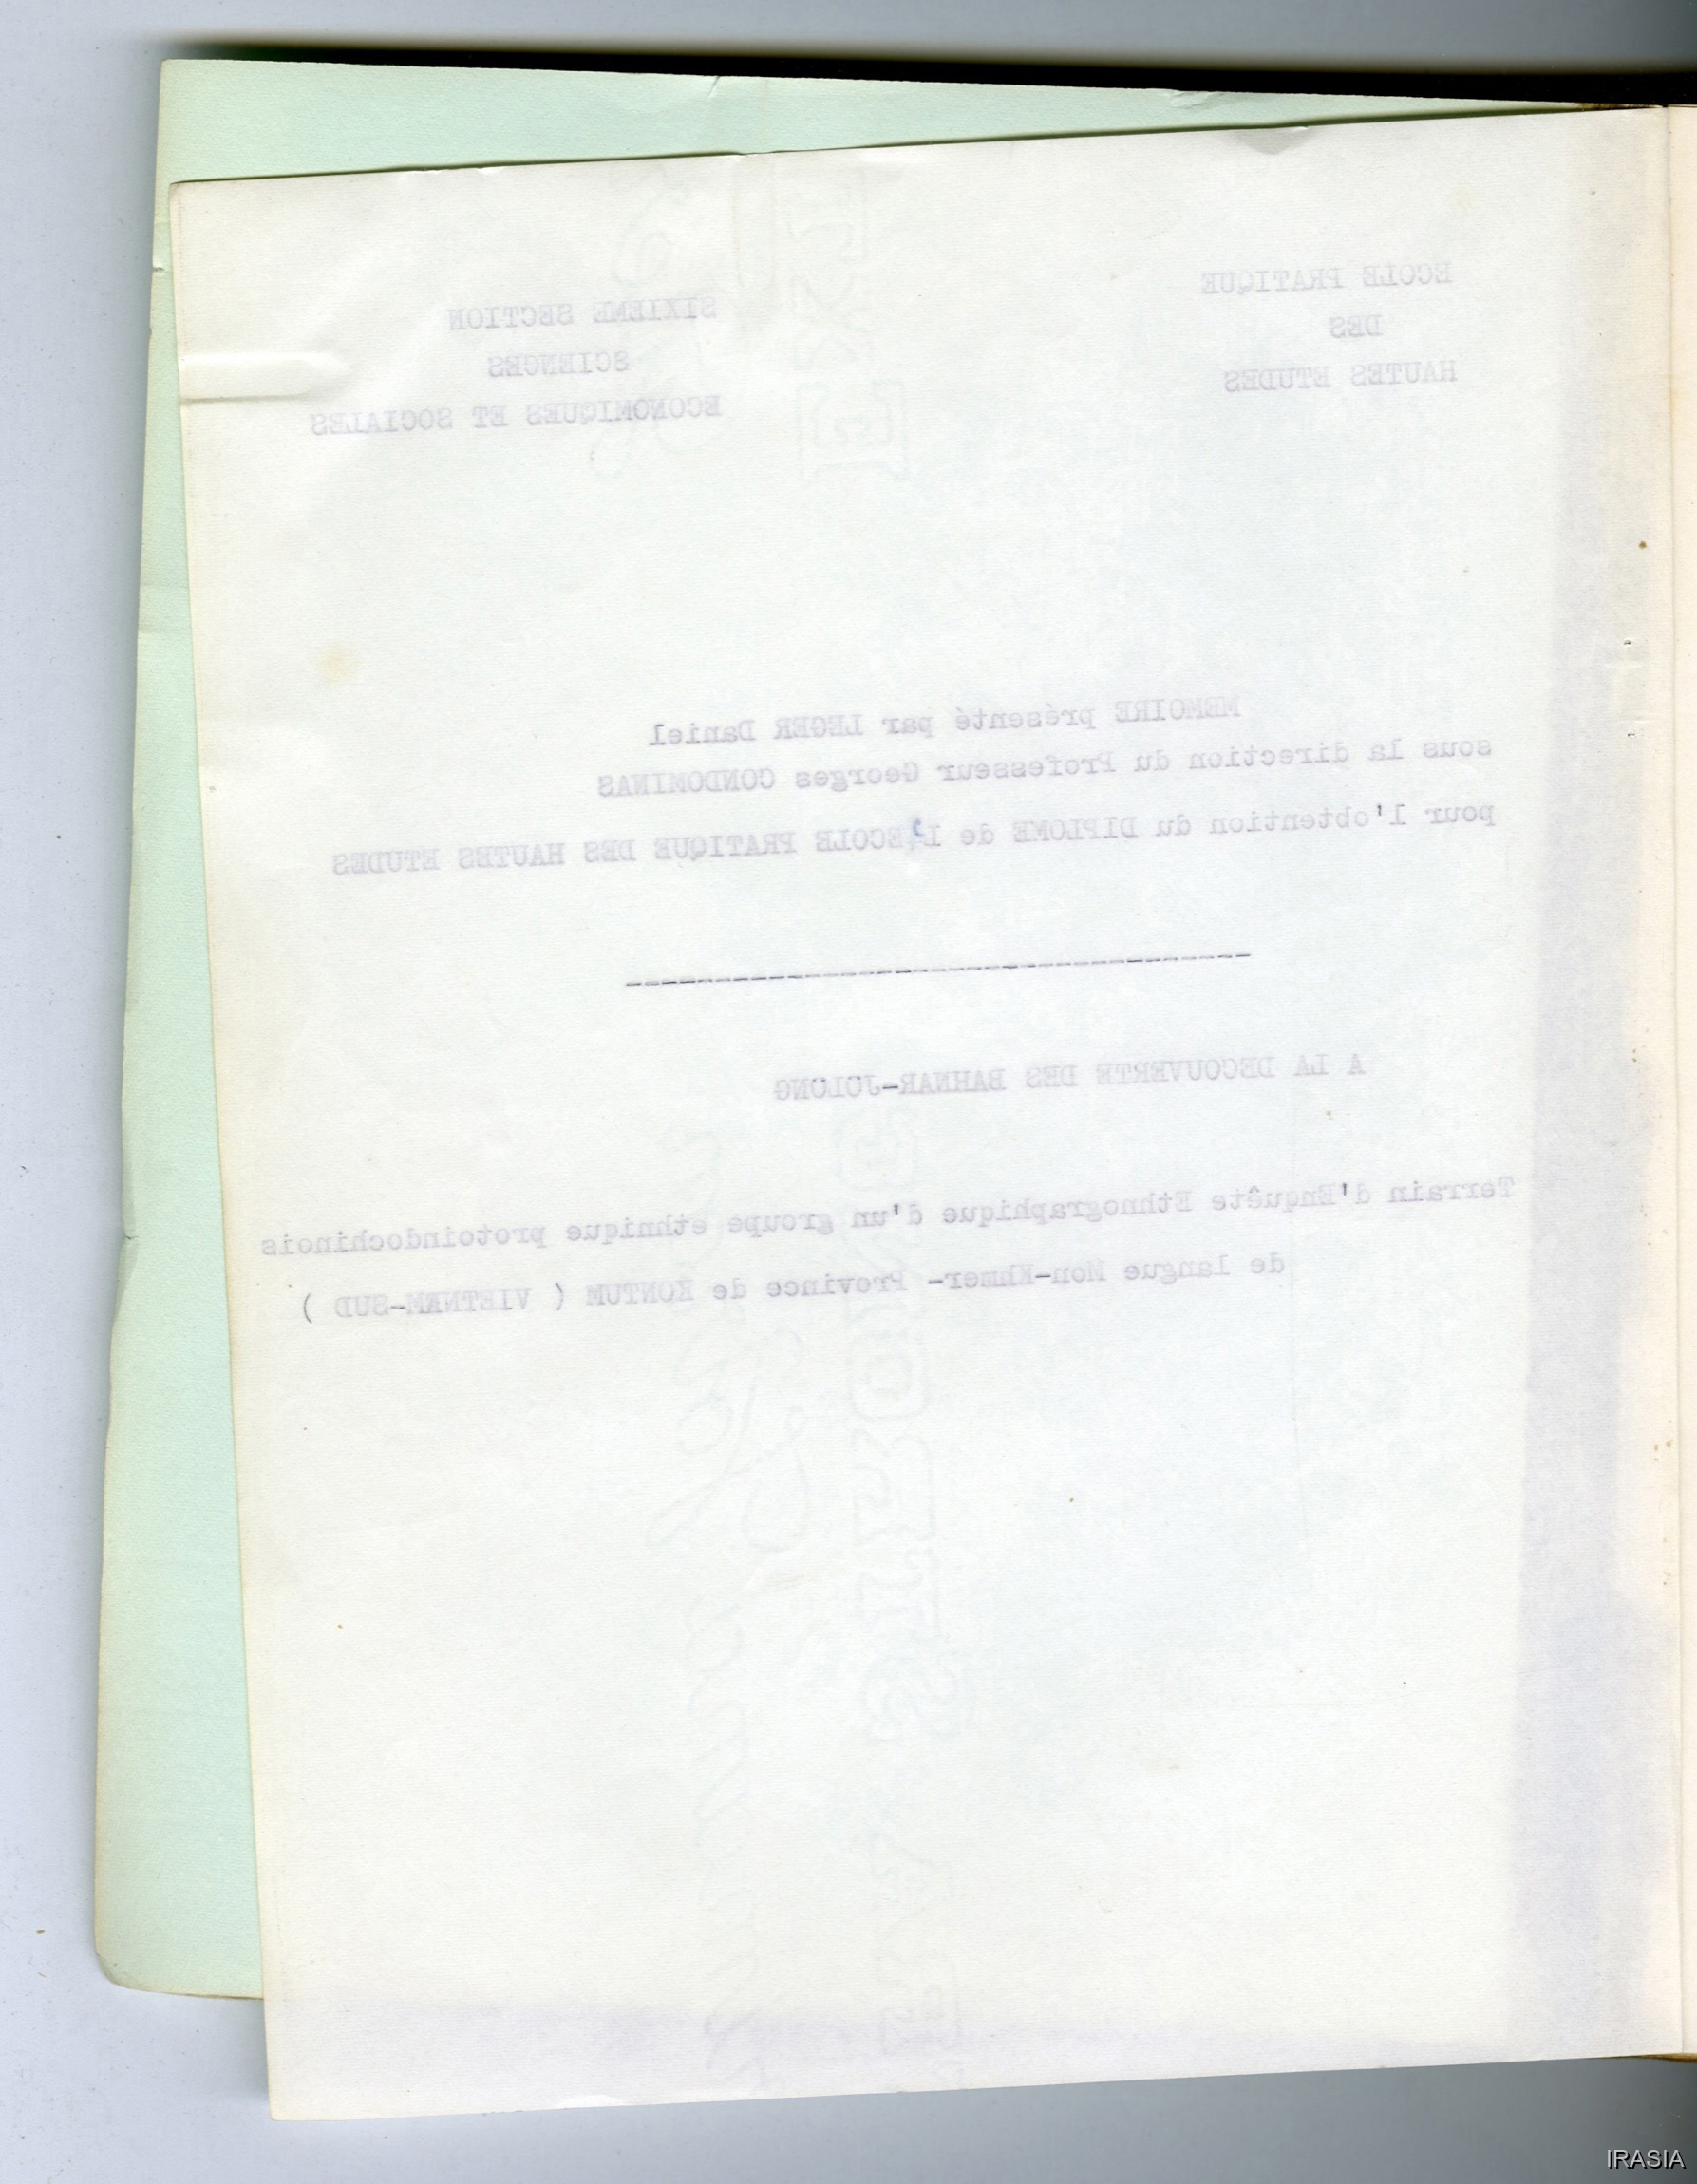 ECOLE PRATIQUE
DES
HAUTES ETUDES
SIXIEME SECTION
SCIENCES
ECONOMIQUES ET SOCIALES
MEMOIRE présenté par LEGER Daniel
sous la direction du Professeur Georges CONDOMINAS
pour l'obtention du DIPLOME de L'ECOLE PRATIQUE DES HAUTES ETUDES
A LA DECOUVERTE DES BAHNAR-JOLONG
Terrain d'Enquête Ethnographique d'un groupe ethnique protoindochinois
de langue Mon-Khmer- Province de KONTUM ( VIETNAM-SUD )
IRASIA